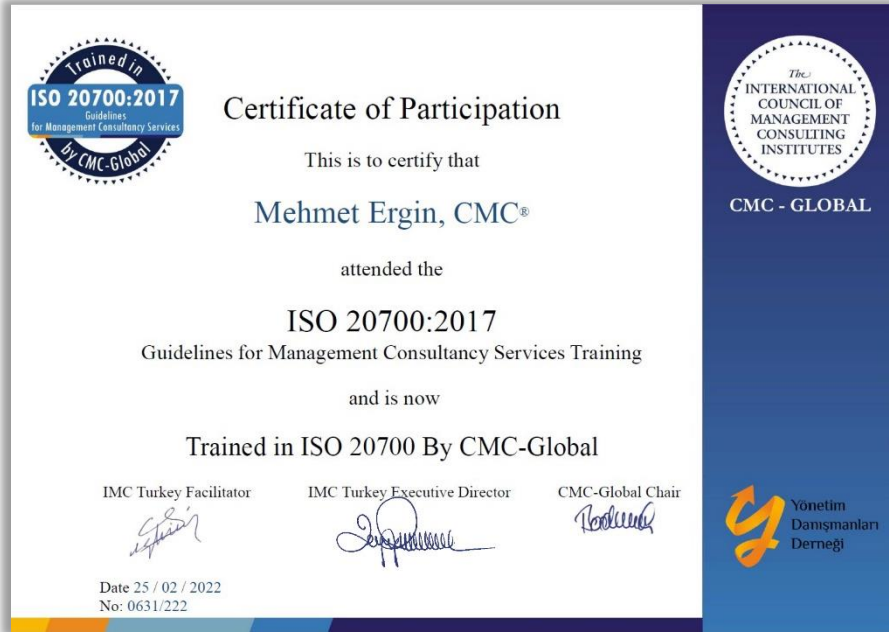 Trained in
ISO 20700:2017
Guidelines
for Management Consultancy Services
by CMC-Global
Certificate of Participation
This is to certify that
Mehmet Ergin, CMC®
attended the
ISO 20700:2017
Guidelines for Management Consultancy Services Training
and is now
Trained in ISO 20700 By CMC-Global
IMC Turkey Facilitator
IMC Turkey Executive Director
CMC-Global Chair
Date 25 / 02 / 2022
No: 0631/222
The
INTERNATIONAL
COUNCIL OF
MANAGEMENT
CONSULTING
INSTITUTES
CMC - GLOBAL
Yönetim
Danışmanları
Derneği